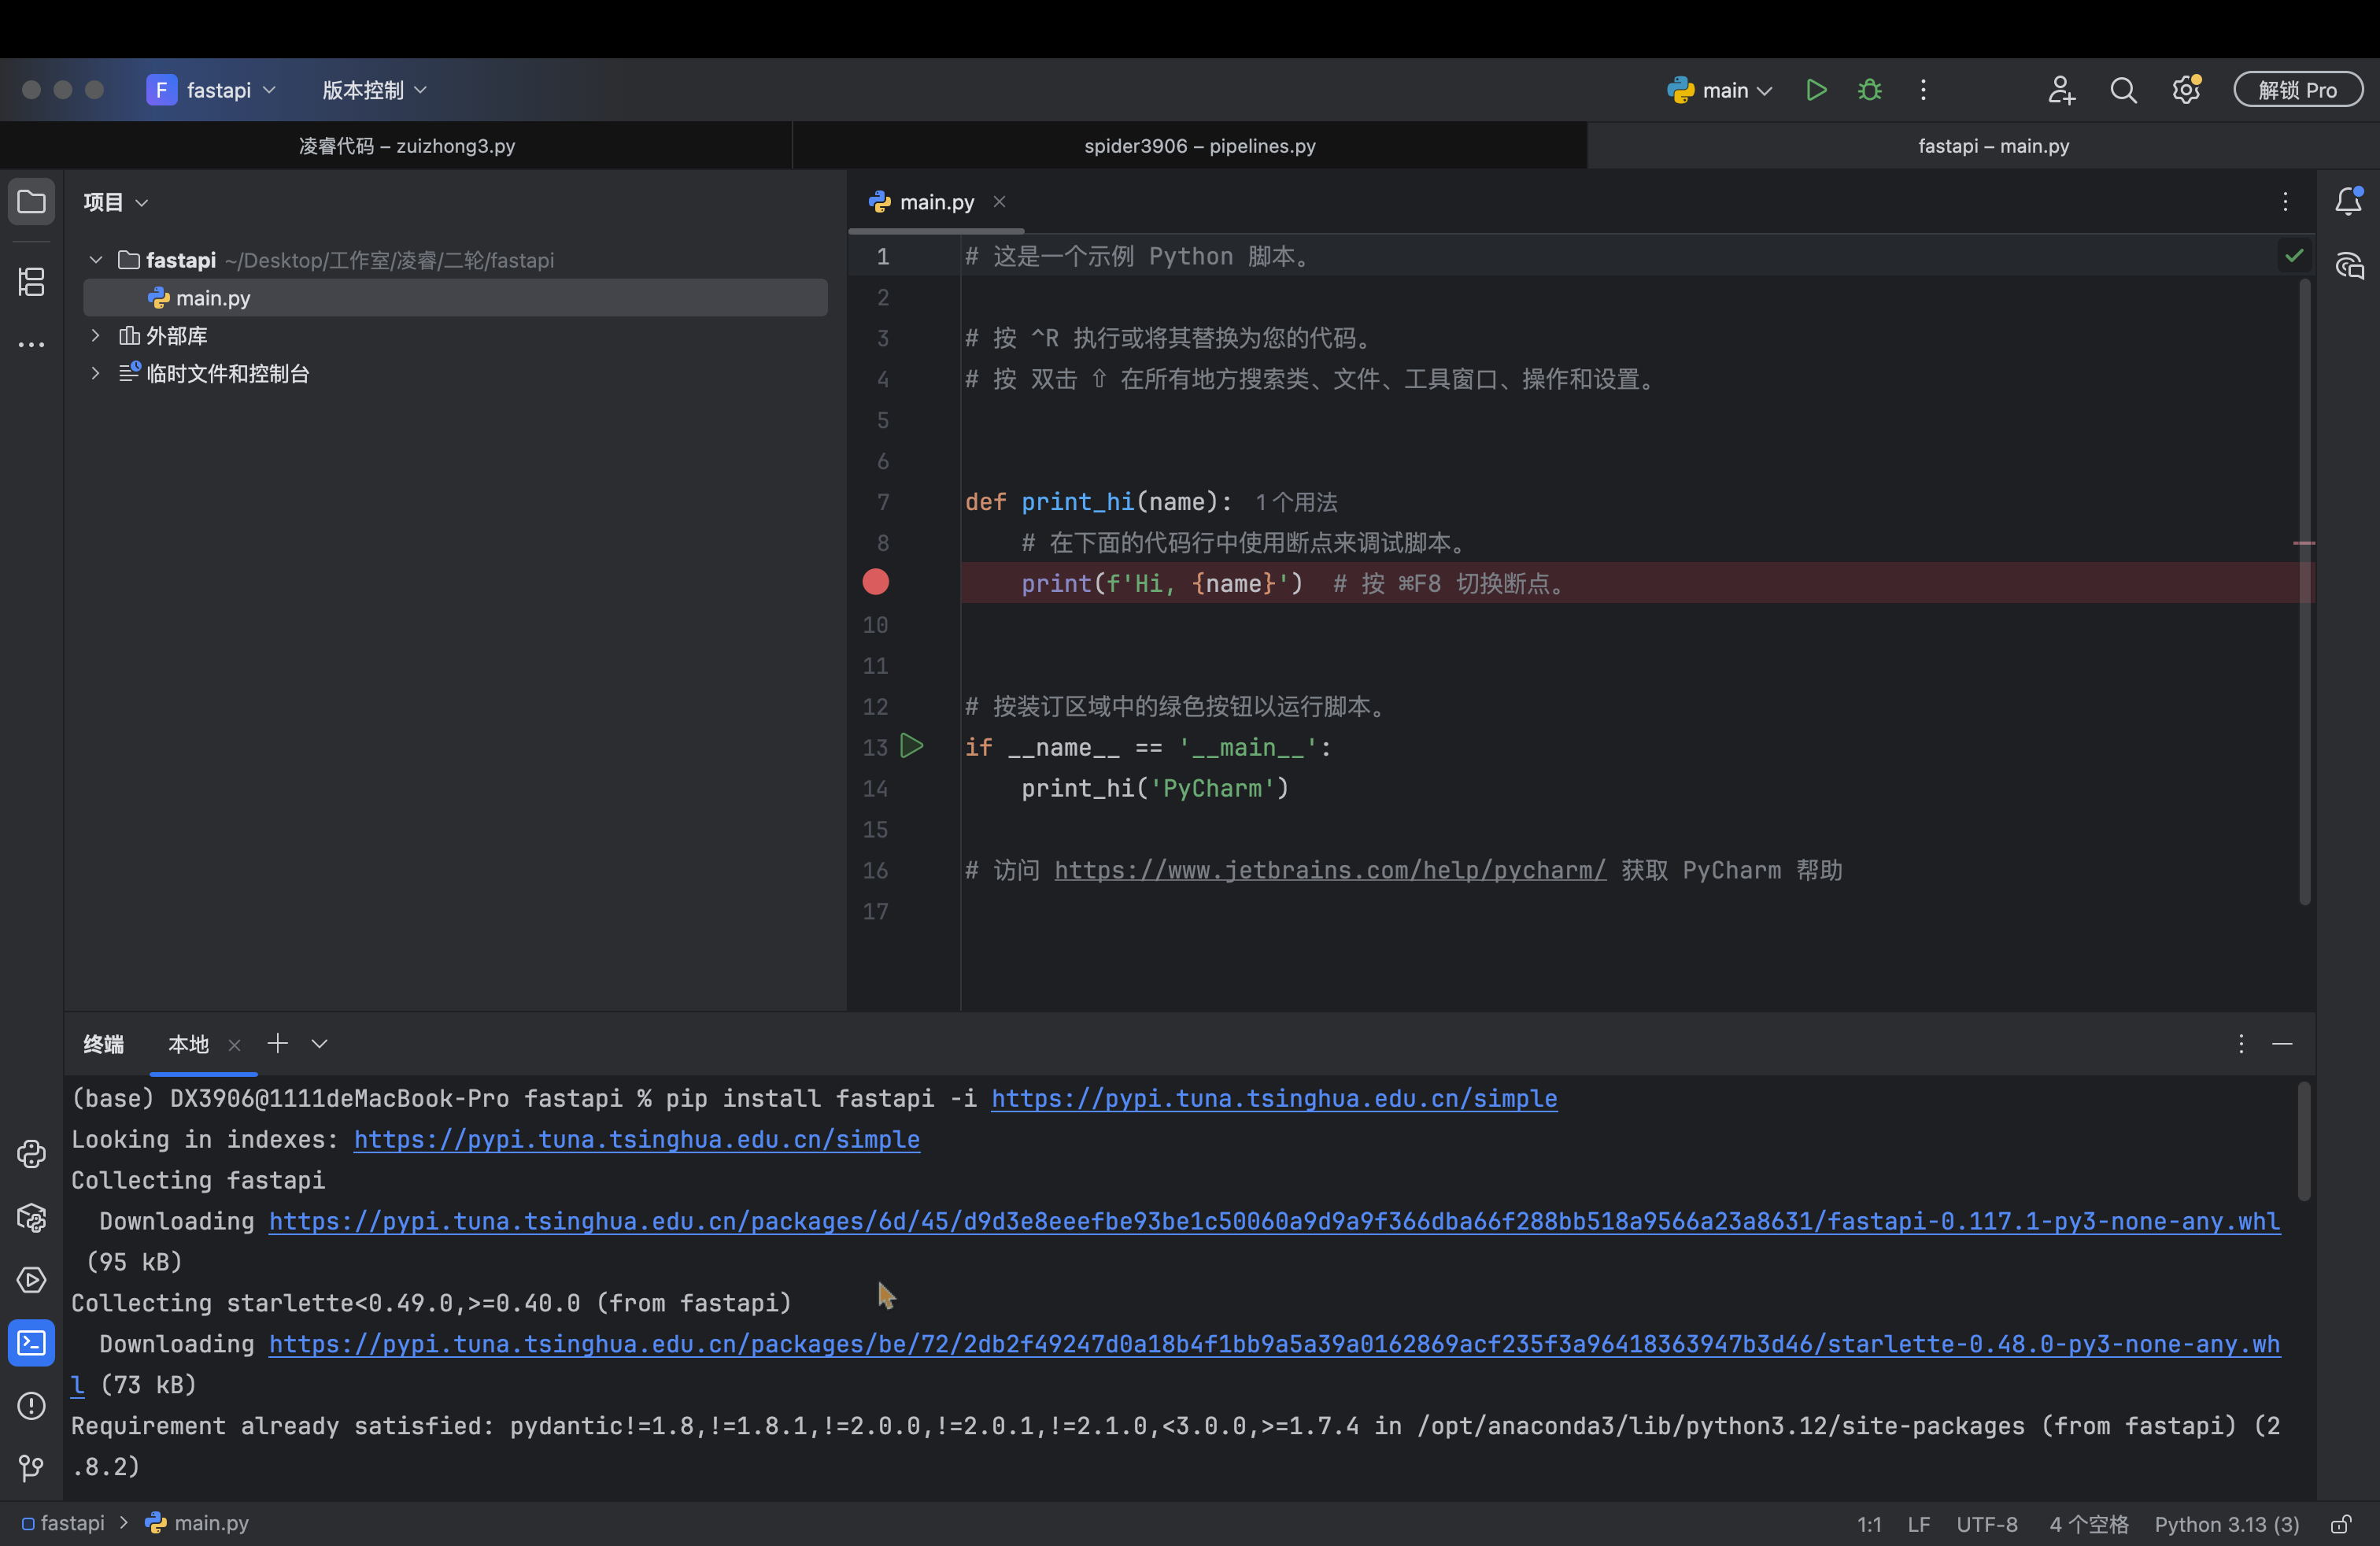 F fastapi 版本控制 main 解锁 Pro
凌睿代码 – zuizhong3.py spider3906 – pipelines.py fastapi – main.py
项目
fastapi ~/Desktop/工作室/凌睿/二轮/fastapi
main.py
外部库
临时文件和控制台
main.py
1 # 这是一个示例 Python 脚本。
2
3 # 按 ^R 执行或将其替换为您的代码。
4 # 按 双击 ⇧ 在所有地方搜索类、文件、工具窗口、操作和设置。
5
6
7 def print_hi(name): 1 个用法
8     # 在下面的代码行中使用断点来调试脚本。
    print(f'Hi, {name}')  # 按 ⌘F8 切换断点。
10
11
12 # 按装订区域中的绿色按钮以运行脚本。
13 if __name__ == '__main__':
14     print_hi('PyCharm')
15
16 # 访问 https://www.jetbrains.com/help/pycharm/ 获取 PyCharm 帮助
17
终端 本地
(base) DX3906@1111deMacBook-Pro fastapi % pip install fastapi -i https://pypi.tuna.tsinghua.edu.cn/simple
Looking in indexes: https://pypi.tuna.tsinghua.edu.cn/simple
Collecting fastapi
  Downloading https://pypi.tuna.tsinghua.edu.cn/packages/6d/45/d9d3e8eeefbe93be1c50060a9d9a9f366dba66f288bb518a9566a23a8631/fastapi-0.117.1-py3-none-any.whl
 (95 kB)
Collecting starlette<0.49.0,>=0.40.0 (from fastapi)
  Downloading https://pypi.tuna.tsinghua.edu.cn/packages/be/72/2db2f49247d0a18b4f1bb9a5a39a0162869acf235f3a96418363947b3d46/starlette-0.48.0-py3-none-any.wh
l (73 kB)
Requirement already satisfied: pydantic!=1.8,!=1.8.1,!=2.0.0,!=2.0.1,!=2.1.0,<3.0.0,>=1.7.4 in /opt/anaconda3/lib/python3.12/site-packages (from fastapi) (2
.8.2)
fastapi main.py 1:1 LF UTF-8 4 个空格 Python 3.13 (3)